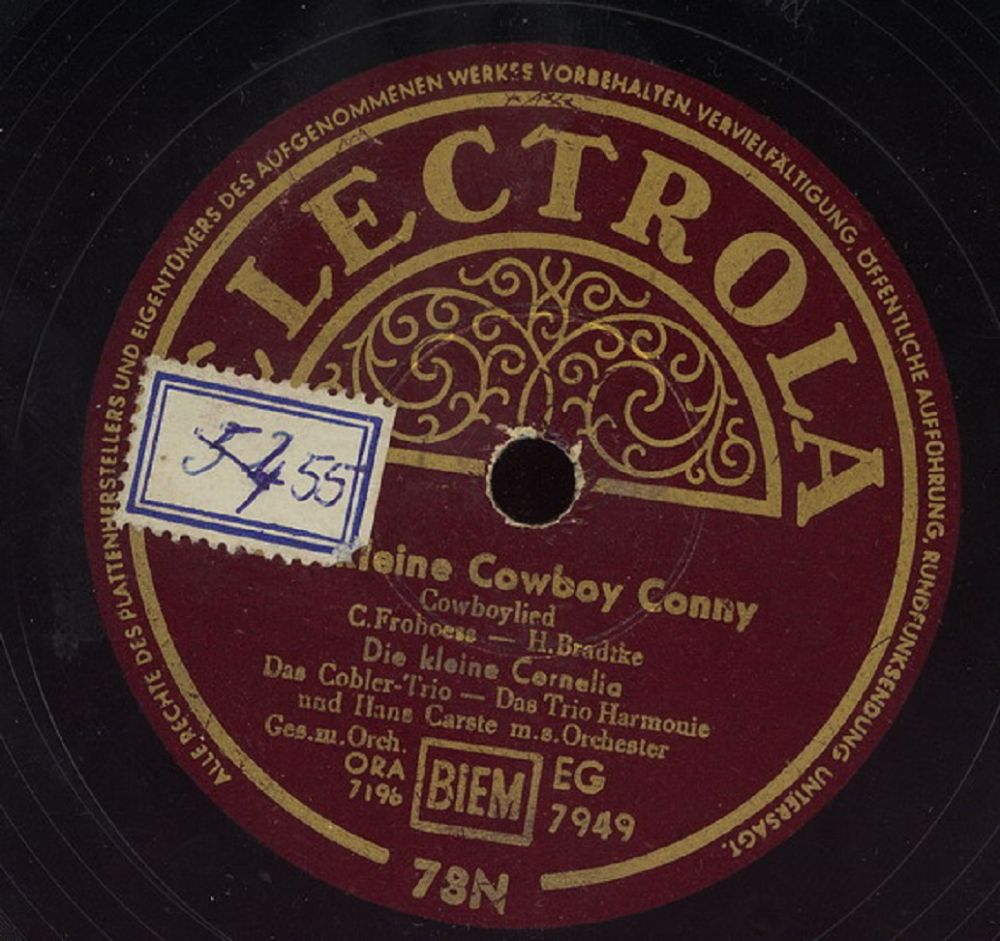 ALLE RECHTE DES PLATTENHERSTELLERS UND EIGENTÜMERS DES AUFGENOMMENEN WERKES VORBEHALTEN. VERVIELFÄLTIGUNG, ÖFFENTLICHE AUFFÜHRUNG, RUNDFUNKSENDUNG UNTERSAGT.
ELECTROLA
55
kleine Cowboy Conny
Cowboylied
C. Froboess — H. Bradtke
Die kleine Cornelia
Das Cobler-Trio — Das Trio Harmonie
und Hans Carste m. s. Orchester
Ges. m. Orch.
ORA
7196
BIEM
EG
7949
78N